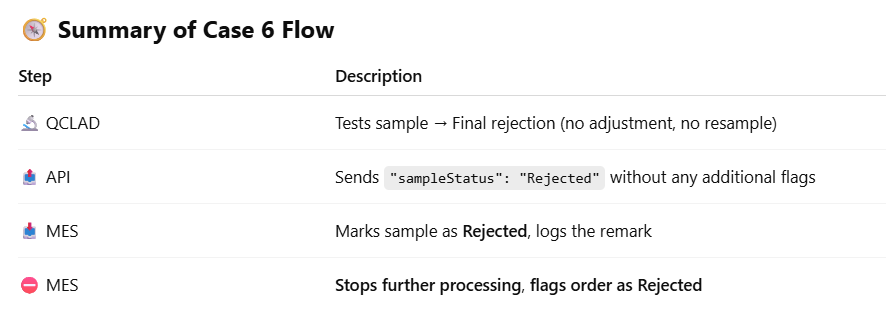 Summary of Case 6 Flow
Step Description
QCLAD Tests sample → Final rejection (no adjustment, no resample)
API Sends "sampleStatus": "Rejected" without any additional flags
MES Marks sample as Rejected, logs the remark
MES Stops further processing, flags order as Rejected